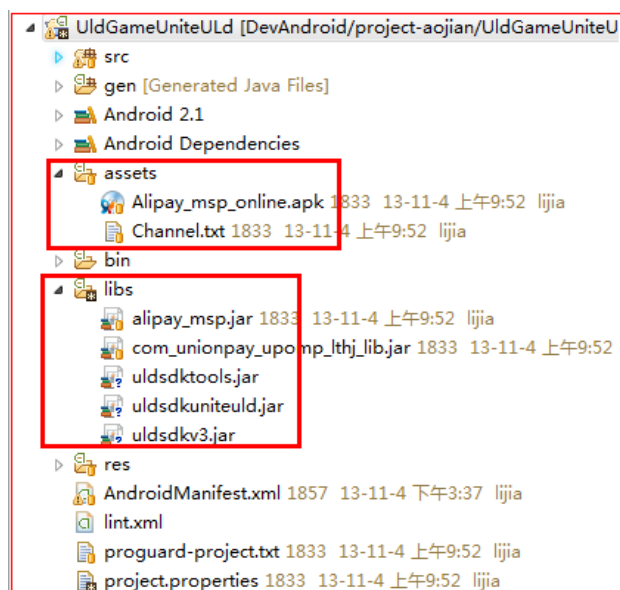 UldGameUniteULd [DevAndroid/project-aojian/UldGameUniteU
src
gen [Generated Java Files]
Android 2.1
Android Dependencies
assets
Alipay_msp_online.apk 1833 13-11-4 上午9:52 lijia
Channel.txt 1833 13-11-4 上午9:52 lijia
bin
libs
alipay_msp.jar 1833 13-11-4 上午9:52 lijia
com_unionpay_upomp_lthj_lib.jar 1833 13-11-4 上午9:52
uldsdktools.jar
uldsdkuniteuld.jar
uldsdkv3.jar
res
AndroidManifest.xml 1857 13-11-4 下午3:37 lijia
lint.xml
proguard-project.txt 1833 13-11-4 上午9:52 lijia
project.properties 1833 13-11-4 上午9:52 lijia